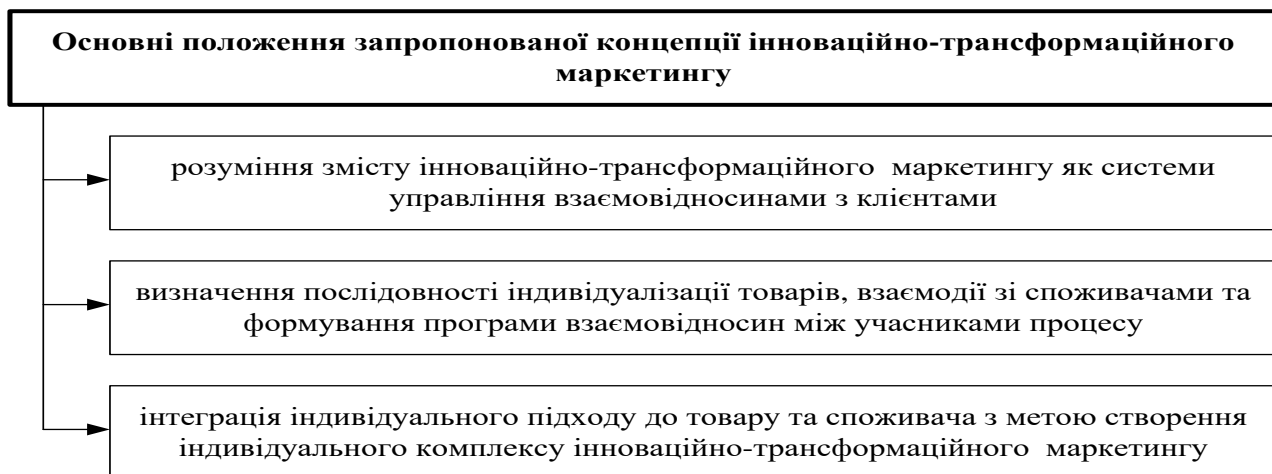 Основні положення запропонованої концепції інноваційно-трансформаційного
маркетингу
розуміння змісту інноваційно-трансформаційного маркетингу як системи
управління взаємовідносинами з клієнтами
визначення послідовності індивідуалізації товарів, взаємодії зі споживачами та
формування програми взаємовідносин між учасниками процесу
інтеграція індивідуального підходу до товару та споживача з метою створення
індивідуального комплексу інноваційно-трансформаційного маркетингу